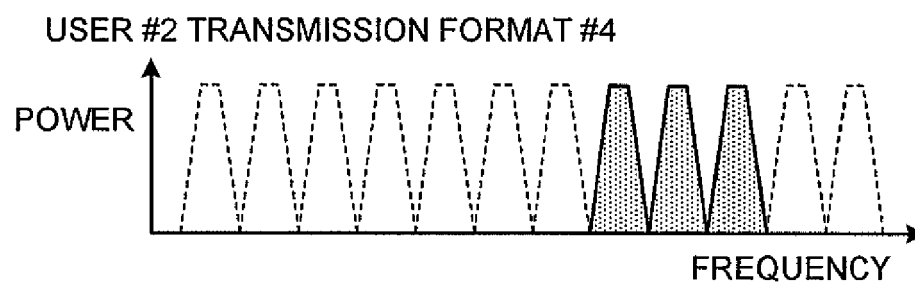 USER #2 TRANSMISSION FORMAT #4
POWER
FREQUENCY